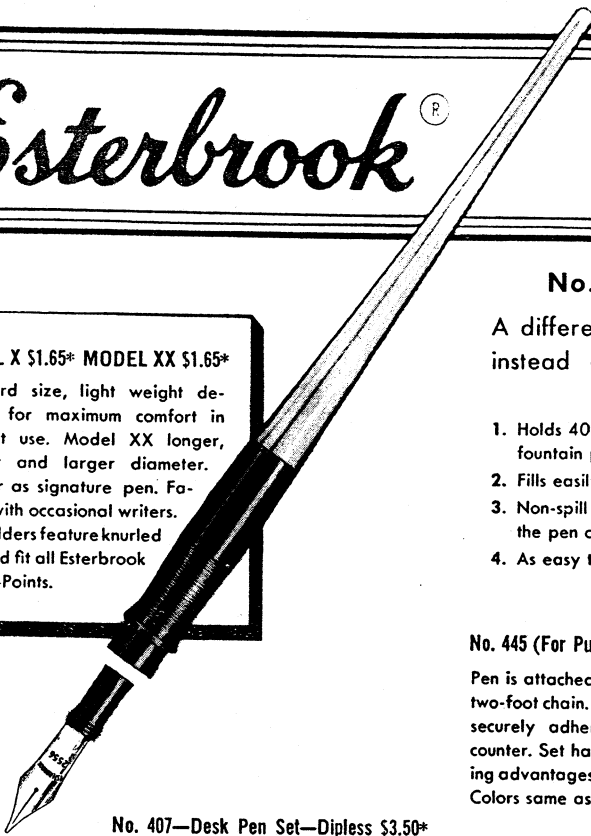 Esterbrook ®
L X $1.65* MODEL XX $1.65*
rd size, light weight de-
for maximum comfort in
t use. Model XX longer,
and larger diameter.
r as signature pen. Fa-
with occasional writers.
lders feature knurled
d fit all Esterbrook
-Points.
2556
No. 407—Desk Pen Set—Dipless $3.50*
No.
A differe
instead
1. Holds 40
fountain
2. Fills easil
3. Non-spill
the pen
4. As easy t
No. 445 (For Pu
Pen is attached
two-foot chain.
securely adhe
counter. Set ha
ing advantages
Colors same as